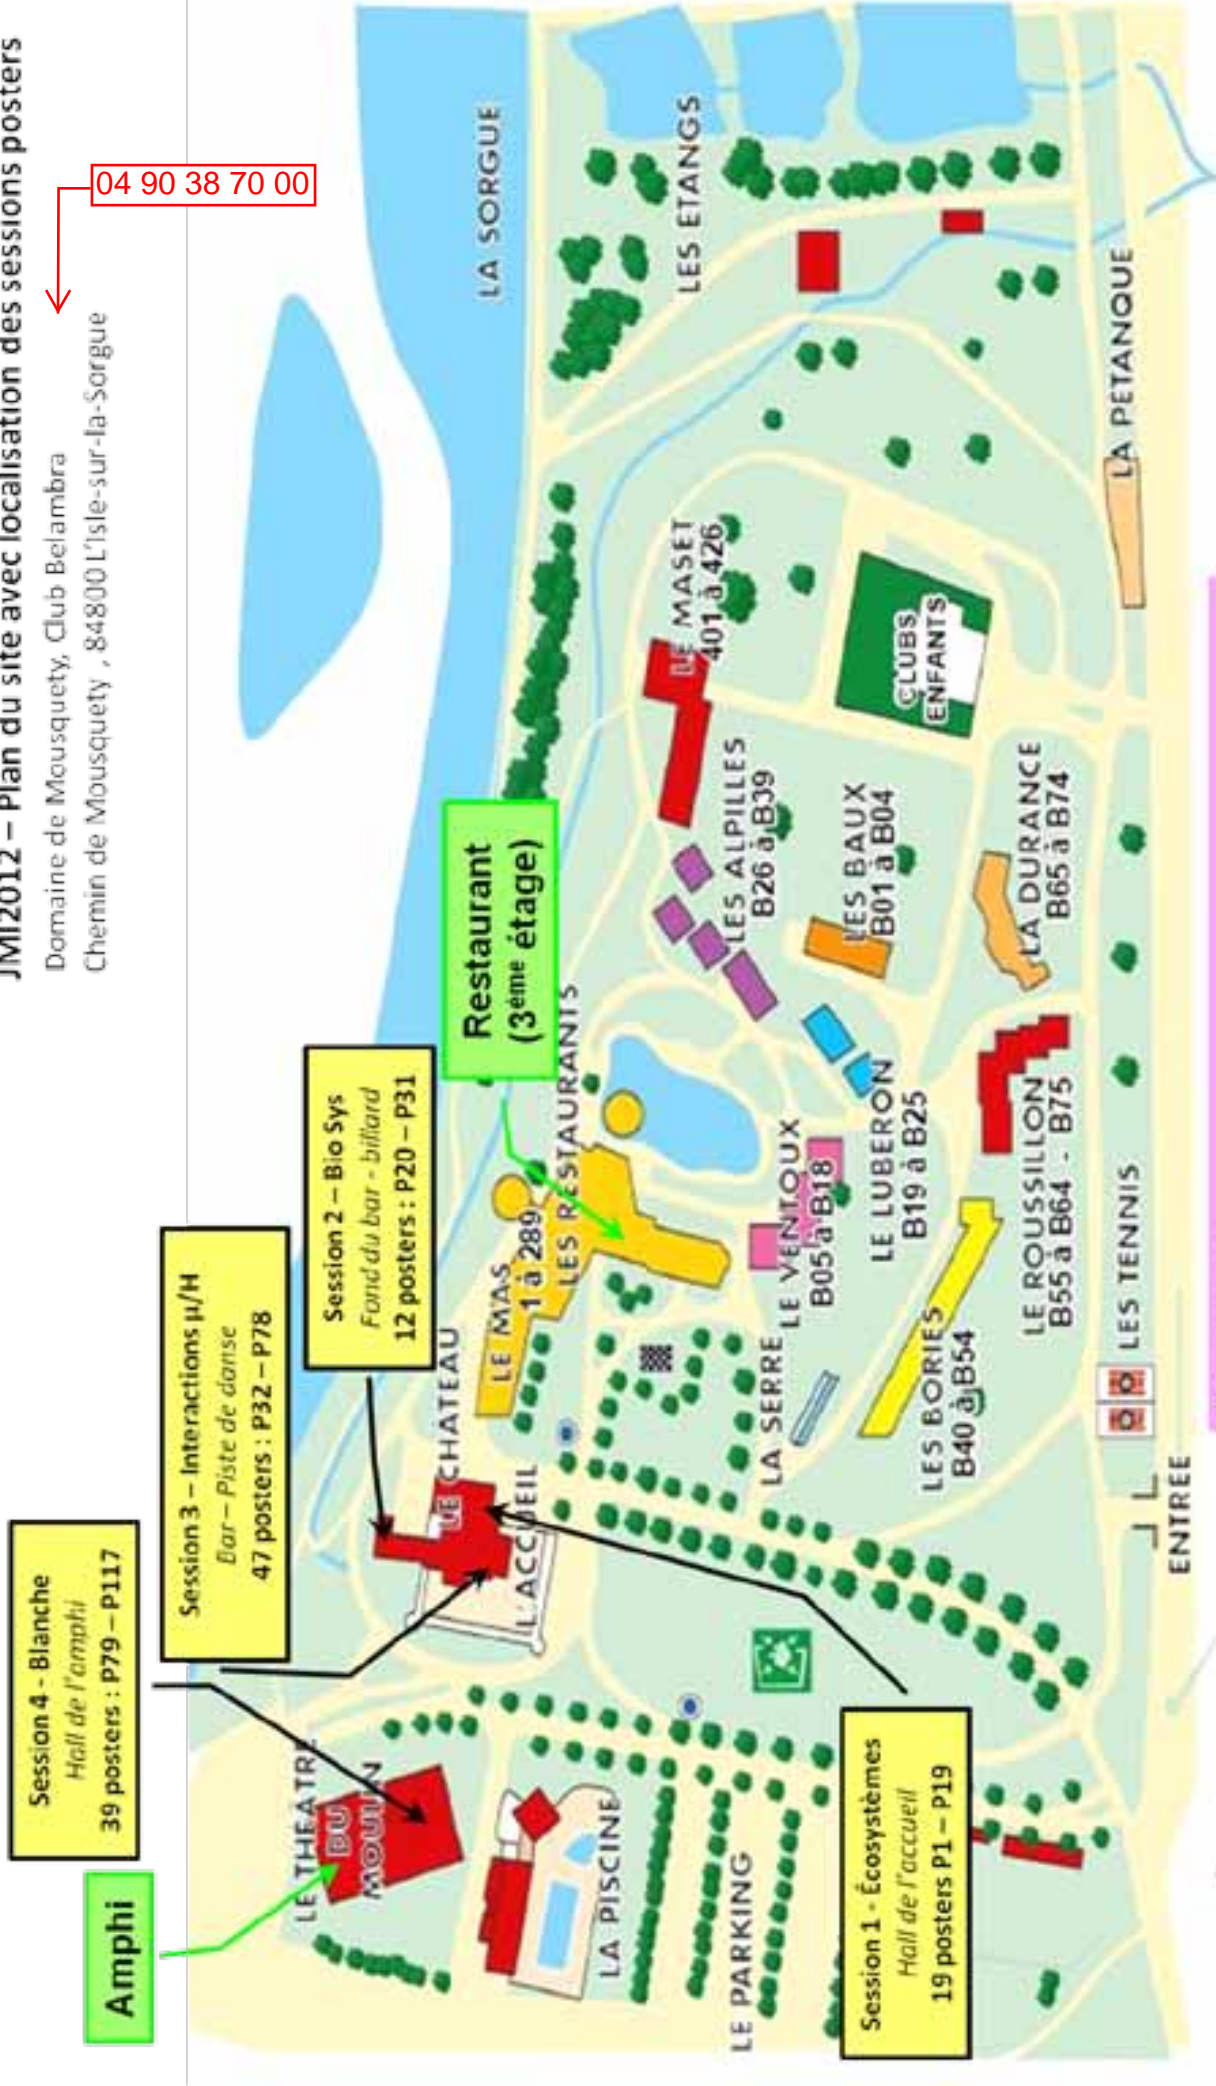 JMI2012 – Plan du site avec localisation des sessions posters
Domaine de Mousquety, Club Belambra
Chemin de Mousquety , 84800 L'Isle-sur-la-Sorgue
04 90 38 70 00
Amphi
Session 4 - Blanche
Hall de l'amphi
39 posters : P79 – P117
Session 3 – Interactions µ/H
Bar – Piste de danse
47 posters : P32 – P78
Session 2 – Bio Sys
Fond du bar - billard
12 posters : P20 – P31
Restaurant
(3ème étage)
LA SORGUE
LES ETANGS
LE THEATRE
DU
MOULIN
LE CHATEAU
L'ACCUEIL
LE MAS
1 à 289
LES RESTAURANTS
LE MASET
401 à 426
LES ALPILLES
B26 à B39
LES BAUX
B01 à B04
CLUBS
ENFANTS
LA PISCINE
LE PARKING
LA SERRE
LE VENTOUX
B05 à B18
LE LUBERON
B19 à B25
LES BORIES
B40 à B54
LE ROUSSILLON
B55 à B64 - B75
LA DURANCE
B65 à B74
LES TENNIS
LA PETANQUE
ENTREE
Session 1 - Écosystèmes
Hall de l'accueil
19 posters P1 – P19